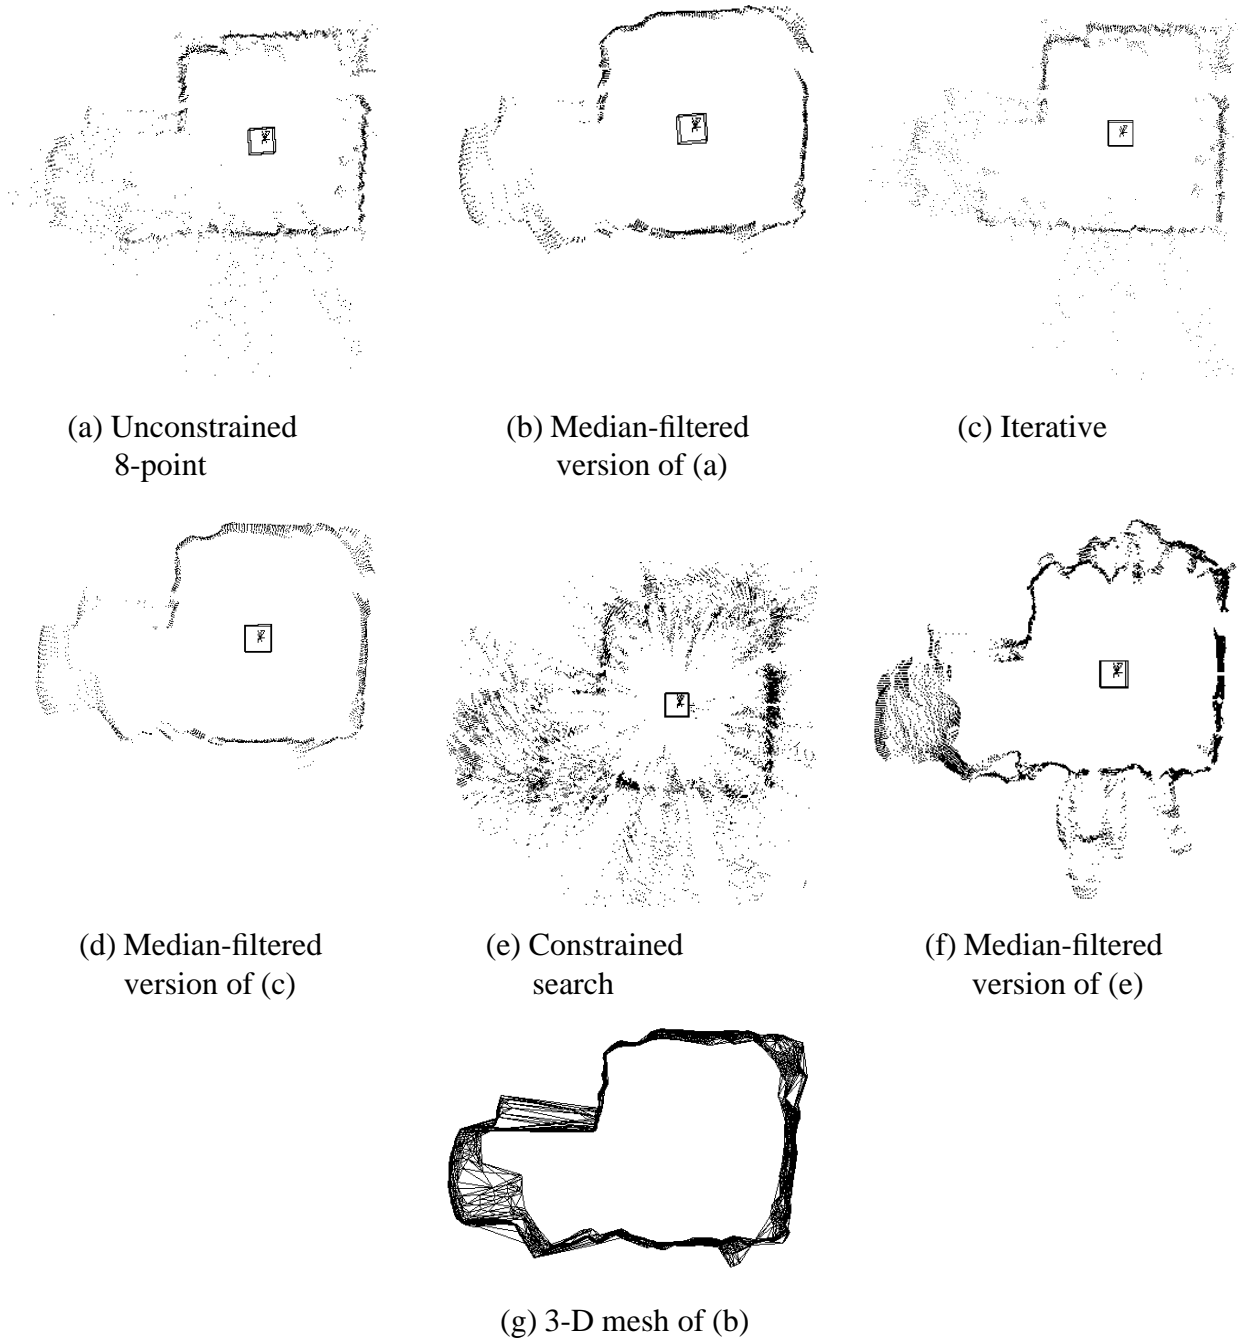 (a) Unconstrained
8-point
(b) Median-filtered
version of (a)
(c) Iterative
(d) Median-filtered
version of (c)
(e) Constrained
search
(f) Median-filtered
version of (e)
(g) 3-D mesh of (b)